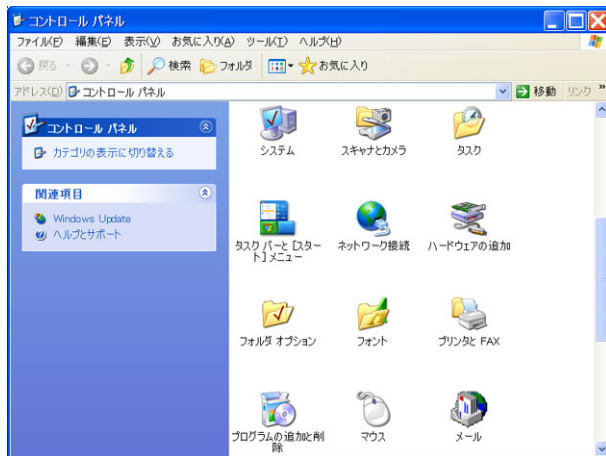 コントロール パネル
ファイル(F) 編集(E) 表示(V) お気に入り(A) ツール(T) ヘルプ(H)
戻る 検索 フォルダ お気に入り
アドレス(D) コントロール パネル 移動 リンク »
コントロール パネル
カテゴリの表示に切り替える
関連項目
Windows Update
ヘルプとサポート
システム スキャナとカメラ タスク
タスク バーと [スター
ト] メニュー
ネットワーク接続 ハードウェアの追加
フォルダ オプション フォント プリンタと FAX
プログラムの追加と削
除
マウス メール